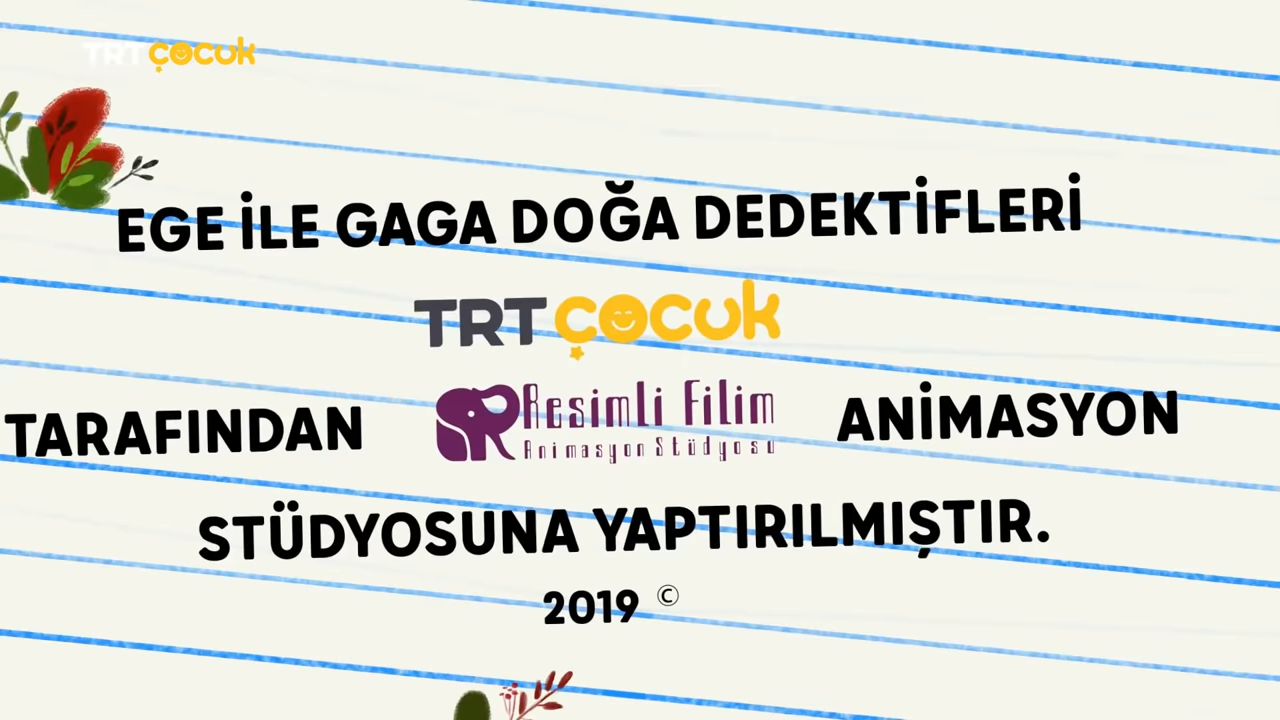 TRT çocuk
EGE İLE GAGA DOĞA DEDEKTİFLERİ
TRT çocuk
TARAFINDAN Resimli Filim Animasyon Stüdyosu ANİMASYON
STÜDYOSUNA YAPTIRILMIŞTIR.
2019 ©